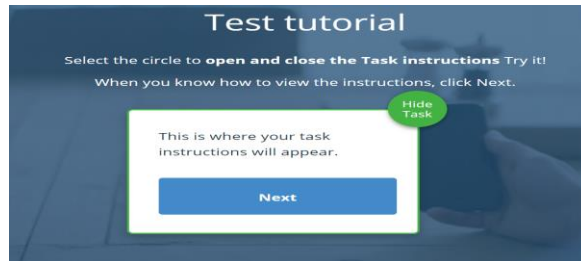 Test tutorial
Select the circle to open and close the Task instructions Try it!
When you know how to view the instructions, click Next.
Hide
Task
This is where your task
instructions will appear.
Next